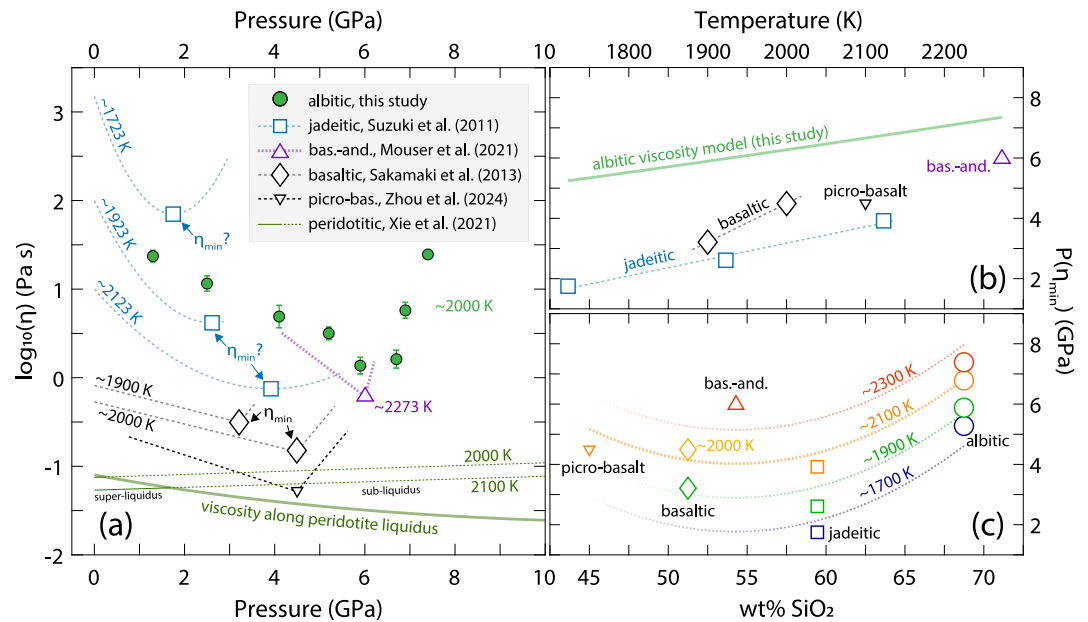 Pressure (GPa)
0 2 4 6 8 10
Temperature (K)
1800 1900 2000 2100 2200
log₁₀(η) (Pa s)
3
2
1
0
-1
-2
albitic, this study
jadeitic, Suzuki et al. (2011)
bas.-and., Mouser et al. (2021)
basaltic, Sakamaki et al. (2013)
picro-bas., Zhou et al. (2024)
peridotitic, Xie et al. (2021)
~1723 K
ηmin?
~1923 K
~2123 K
~2000 K
ηmin?
~1900 K
ηmin
~2273 K
~2000 K
2000 K
super-liquidus
sub-liquidus
2100 K
viscosity along peridotite liquidus
(a)
0 2 4 6 8 10
Pressure (GPa)
albitic viscosity model (this study)
bas.-and.
picro-basalt
basaltic
jadeitic
(b)
8
6
4
2
P(ηmin) (GPa)
~2300 K
bas.-and.
~2100 K
albitic
~2000 K
~1900 K
picro-basalt
~1700 K
basaltic
jadeitic
(c)
8
6
4
2
0
45 50 55 60 65 70
wt% SiO₂